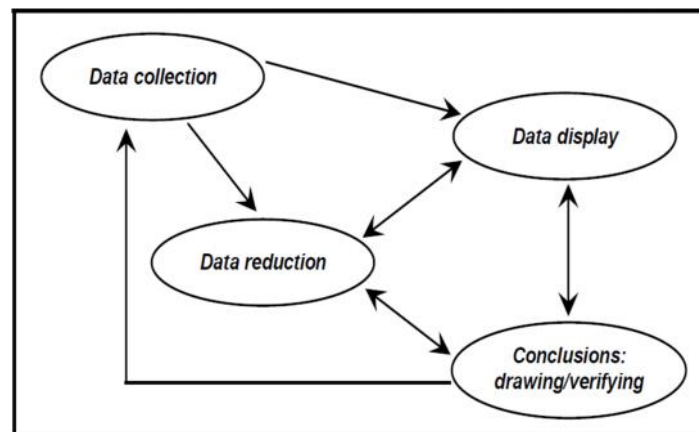 Data collection
Data display
Data reduction
Conclusions:
drawing/verifying